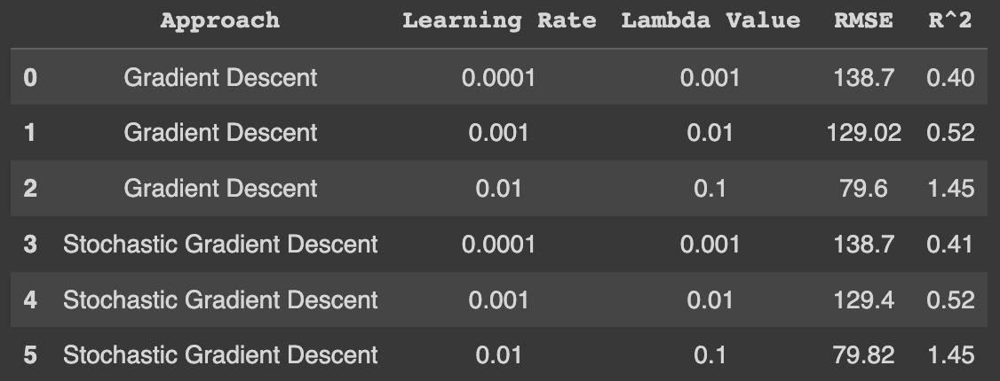 Approach Learning Rate Lambda Value RMSE R^2
0 Gradient Descent 0.0001 0.001 138.7 0.40
1 Gradient Descent 0.001 0.01 129.02 0.52
2 Gradient Descent 0.01 0.1 79.6 1.45
3 Stochastic Gradient Descent 0.0001 0.001 138.7 0.41
4 Stochastic Gradient Descent 0.001 0.01 129.4 0.52
5 Stochastic Gradient Descent 0.01 0.1 79.82 1.45